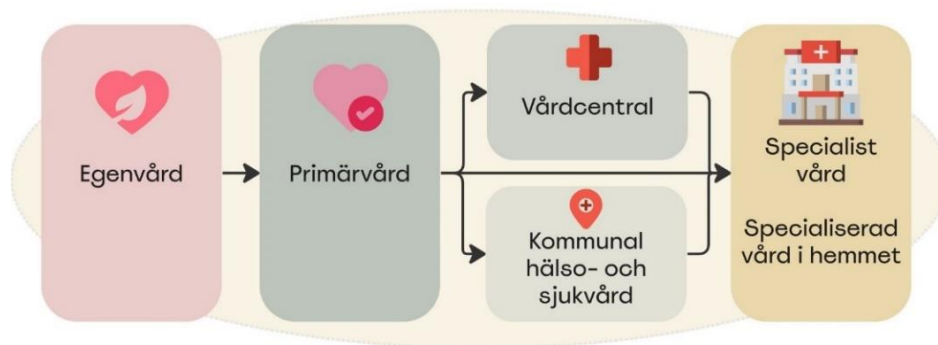 Egenvård
Primärvård
Vårdcentral
Kommunal
hälso- och
sjukvård
Specialist
vård
Specialiserad
vård i hemmet